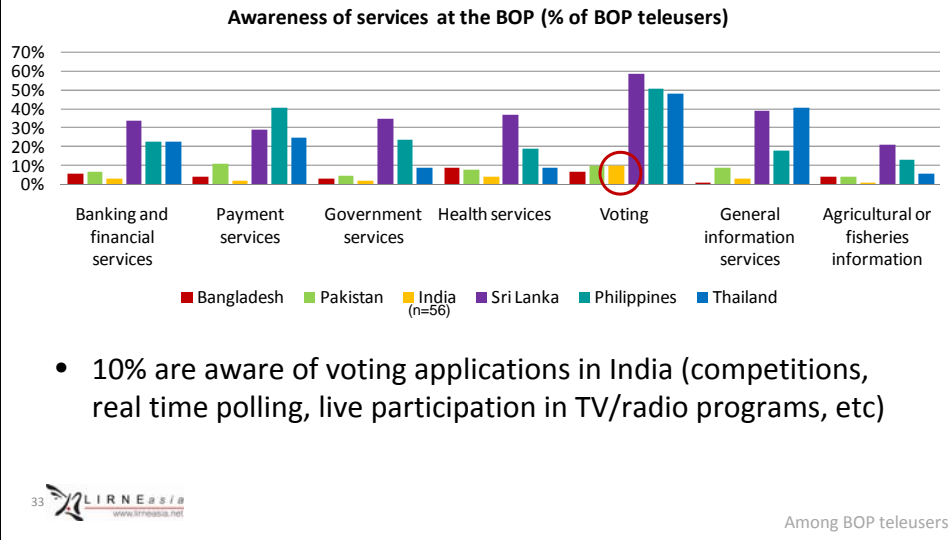 Awareness of services at the BOP (% of BOP teleusers)
70%
60%
50%
40%
30%
20%
10%
0%
Banking and
financial
services
Payment
services
Government
services
Health services
Voting
General
information
services
Agricultural or
fisheries
information
Bangladesh Pakistan India Sri Lanka Philippines Thailand
(n=56)
• 10% are aware of voting applications in India (competitions,
real time polling, live participation in TV/radio programs, etc)
33
LIRNEasia
www.lirneasia.net
Among BOP teleusers